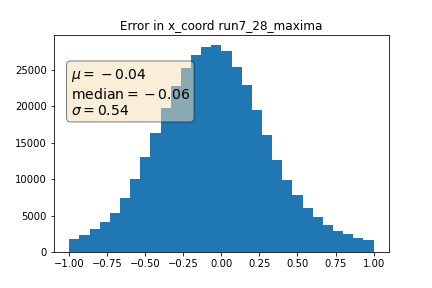 Error in x_coord run7_28_maxima
μ = −0.04
median = −0.06
σ = 0.54
25000
20000
15000
10000
5000
0
−1.00 −0.75 −0.50 −0.25 0.00 0.25 0.50 0.75 1.00